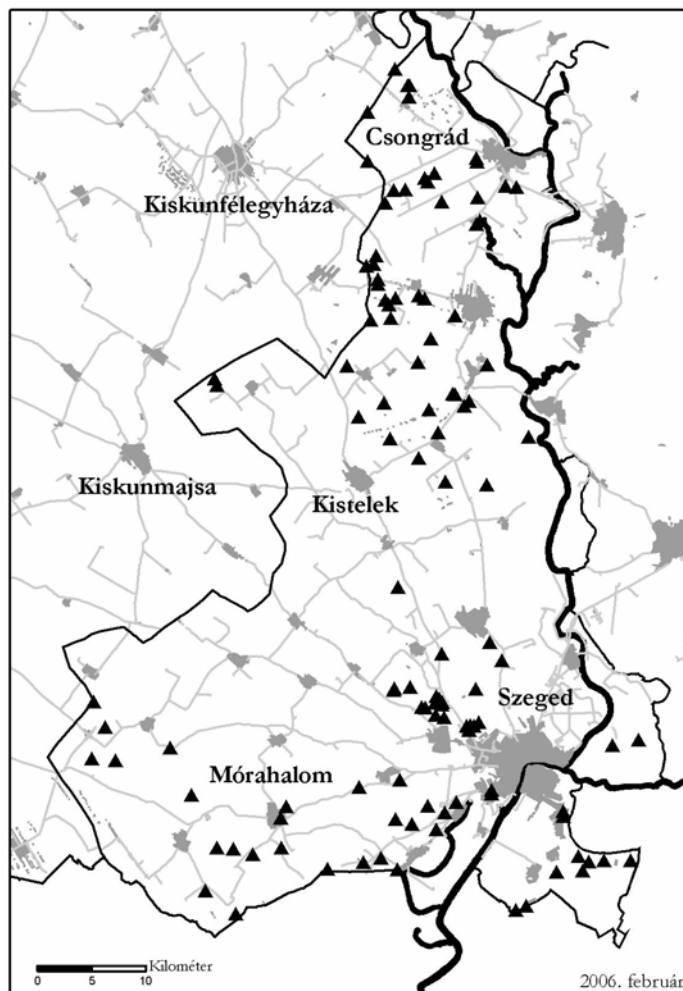 Csongrád
Kiskunfélegyháza
Kiskunmajsa
Kistelek
Szeged
Mórahalom
Kilométer
0 5 10
2006. február